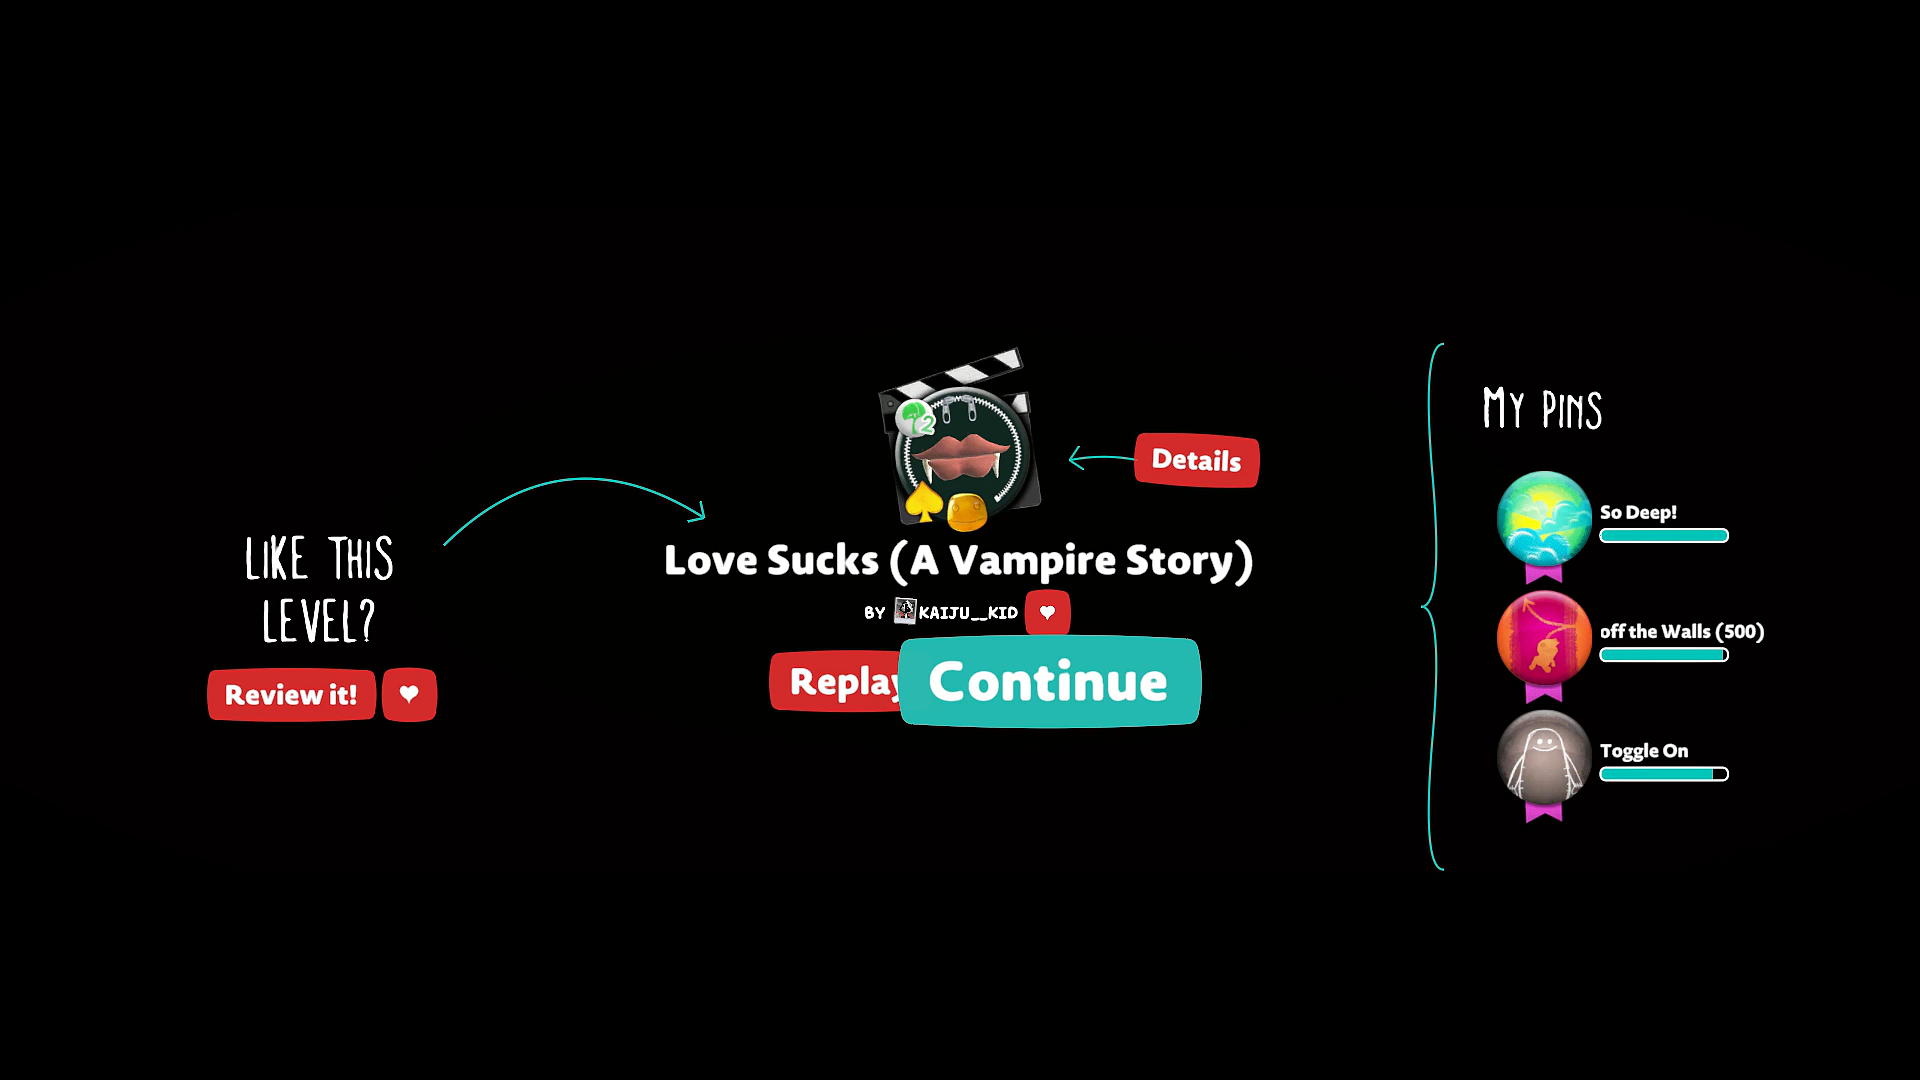 LIKE THIS
LEVEL?
Review it!
2
Details
Love Sucks (A Vampire Story)
BY KAIJU__KID
Replay
Continue
MY PINS
So Deep!
off the Walls (500)
Toggle On